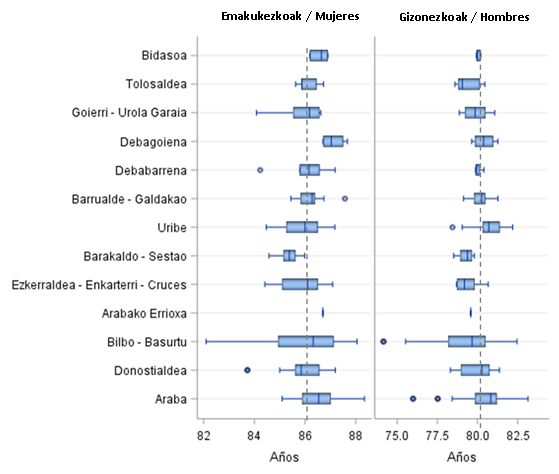 Emakukezkoak / Mujeres
Gizonezkoak / Hombres
Bidasoa
Tolosaldea
Goierri - Urola Garaia
Debagoiena
Debabarrena
Barrualde - Galdakao
Uribe
Barakaldo - Sestao
Ezkerraldea - Enkarterri - Cruces
Arabako Errioxa
Bilbo - Basurtu
Donostialdea
Araba
82 84 86 88 75.0 77.5 80.0 82.5
Años Años